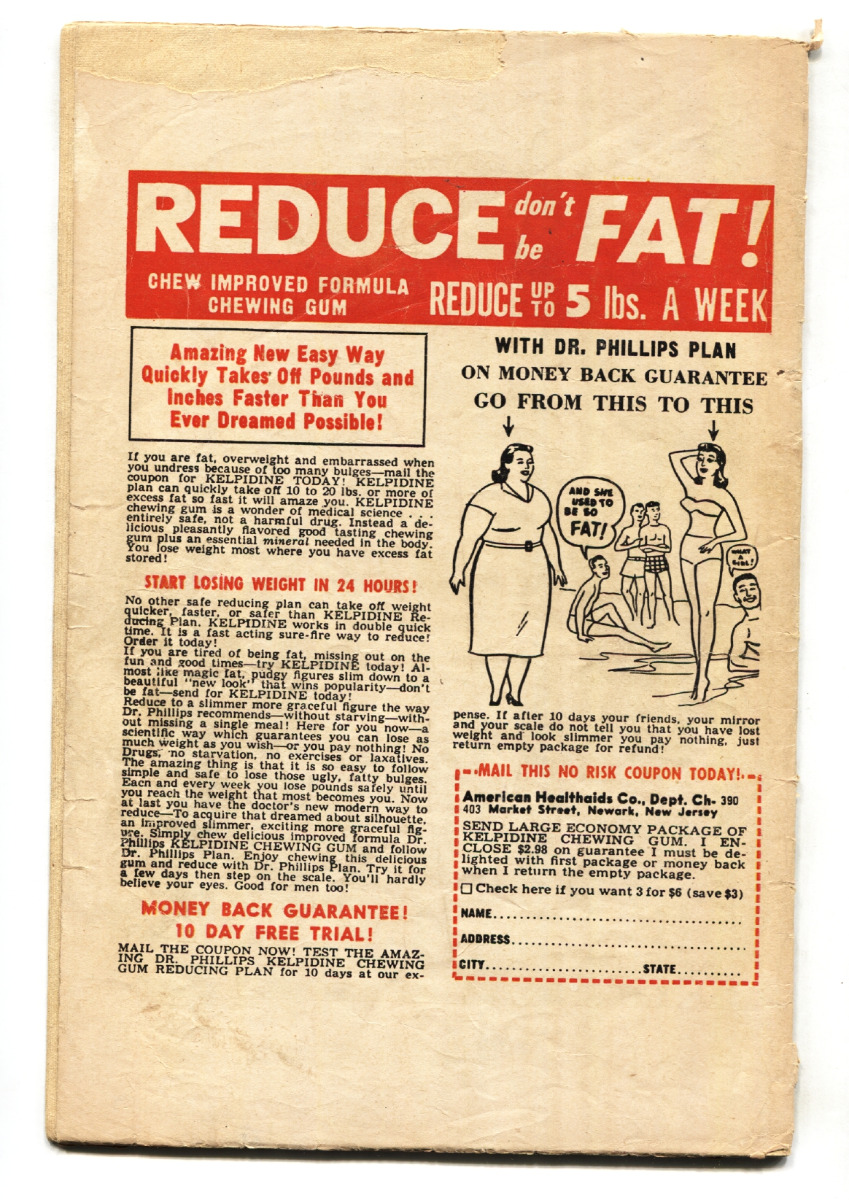 REDUCE don't be FAT!
CHEW IMPROVED FORMULA
CHEWING GUM
REDUCE UP TO 5 lbs. A WEEK
Amazing New Easy Way
Quickly Takes Off Pounds and
Inches Faster Than You
Ever Dreamed Possible!
If you are fat, overweight and embarrassed when
you undress because of too many bulges—mail the
coupon for KELPIDINE TODAY! KELPIDINE
plan can quickly take off 10 to 20 lbs. or more of
excess fat so fast it will amaze you. KELPIDINE
chewing gum is a wonder of medical science . . .
entirely safe, not a harmful drug. Instead a de-
licious pleasantly flavored good tasting chewing
gum plus an essential mineral needed in the body.
You lose weight most where you have excess fat
stored!
START LOSING WEIGHT IN 24 HOURS!
No other safe reducing plan can take off weight
quicker, faster, or safer than KELPIDINE Re-
ducing Plan. KELPIDINE works in double quick
time. It is a fast acting sure-fire way to reduce!
Order it today!
If you are tired of being fat, missing out on the
fun and good times—try KELPIDINE today! Al-
most like magic fat, pudgy figures slim down to a
beautiful "new look" that wins popularity—don't
be fat—send for KELPIDINE today!
Reduce to a slimmer more graceful figure the way
Dr. Phillips recommends—without starving—with-
out missing a single meal! Here for you now—a
scientific way which guarantees you can lose as
much weight as you wish—or you pay nothing! No
Drugs, no starvation, no exercises or laxatives.
The amazing thing is that it is so easy to follow
simple and safe to lose those ugly, fatty bulges.
Each and every week you lose pounds safely until
you reach the weight that most becomes you. Now
at last you have the doctor's new modern way to
reduce—To acquire that dreamed about silhouette,
an improved slimmer, exciting more graceful fig-
ure. Simply chew delicious improved formula Dr.
Phillips KELPIDINE CHEWING GUM and follow
Dr. Phillips Plan. Enjoy chewing this delicious
gum and reduce with Dr. Phillips Plan. Try it for
a few days then step on the scale. You'll hardly
believe your eyes. Good for men too!
MONEY BACK GUARANTEE!
10 DAY FREE TRIAL!
MAIL THE COUPON NOW! TEST THE AMAZ-
ING DR. PHILLIPS KELPIDINE CHEWING
GUM REDUCING PLAN for 10 days at our ex-
WITH DR. PHILLIPS PLAN
ON MONEY BACK GUARANTEE
GO FROM THIS TO THIS
AND SHE
USED TO
BE SO
FAT!
WHAT
A
GIRL!
pense. If after 10 days your friends, your mirror
and your scale do not tell you that you have lost
weight and look slimmer you pay nothing, just
return empty package for refund!
MAIL THIS NO RISK COUPON TODAY!
American Healthaids Co., Dept. Ch- 390
403 Market Street, Newark, New Jersey
SEND LARGE ECONOMY PACKAGE OF
KELPIDINE CHEWING GUM. I EN-
CLOSE $2.98 on guarantee I must be de-
lighted with first package or money back
when I return the empty package.
☐ Check here if you want 3 for $6 (save $3)
NAME
ADDRESS
CITY STATE